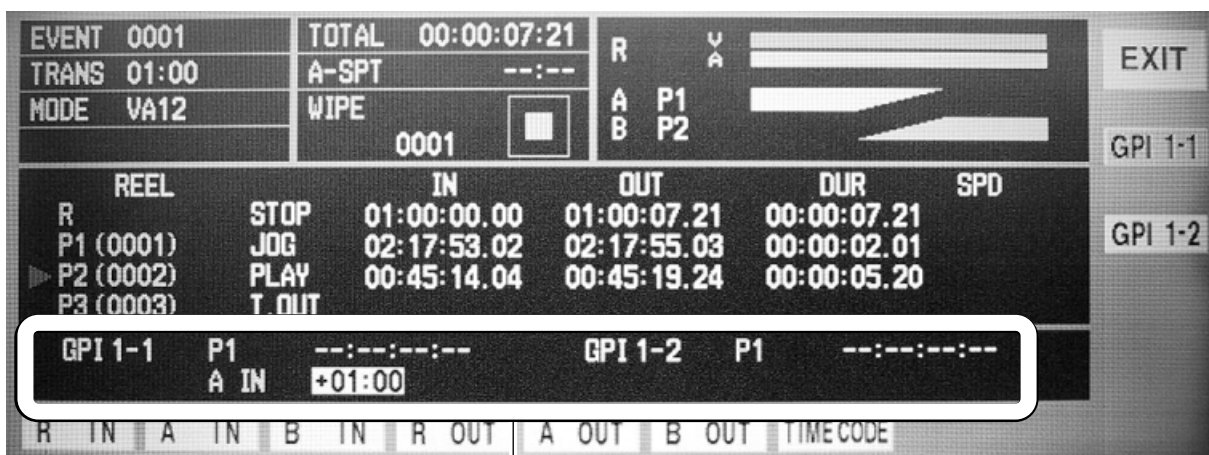 EVENT 0001
TRANS 01:00
MODE VA12
TOTAL 00:00:07:21
A-SPT --:--
WIPE
0001
R V
A
A P1
B P2
EXIT
GPI 1-1
GPI 1-2
REEL IN OUT DUR SPD
R STOP 01:00:00.00 01:00:07.21 00:00:07.21
P1 (0001) JOG 02:17:53.02 02:17:55.03 00:00:02.01
P2 (0002) PLAY 00:45:14.04 00:45:19.24 00:00:05.20
P3 (0003) T.OUT
GPI 1-1 P1 --:--:--:-- GPI 1-2 P1 --:--:--:--
A IN +01:00
R IN A IN B IN R OUT A OUT B OUT TIMECODE